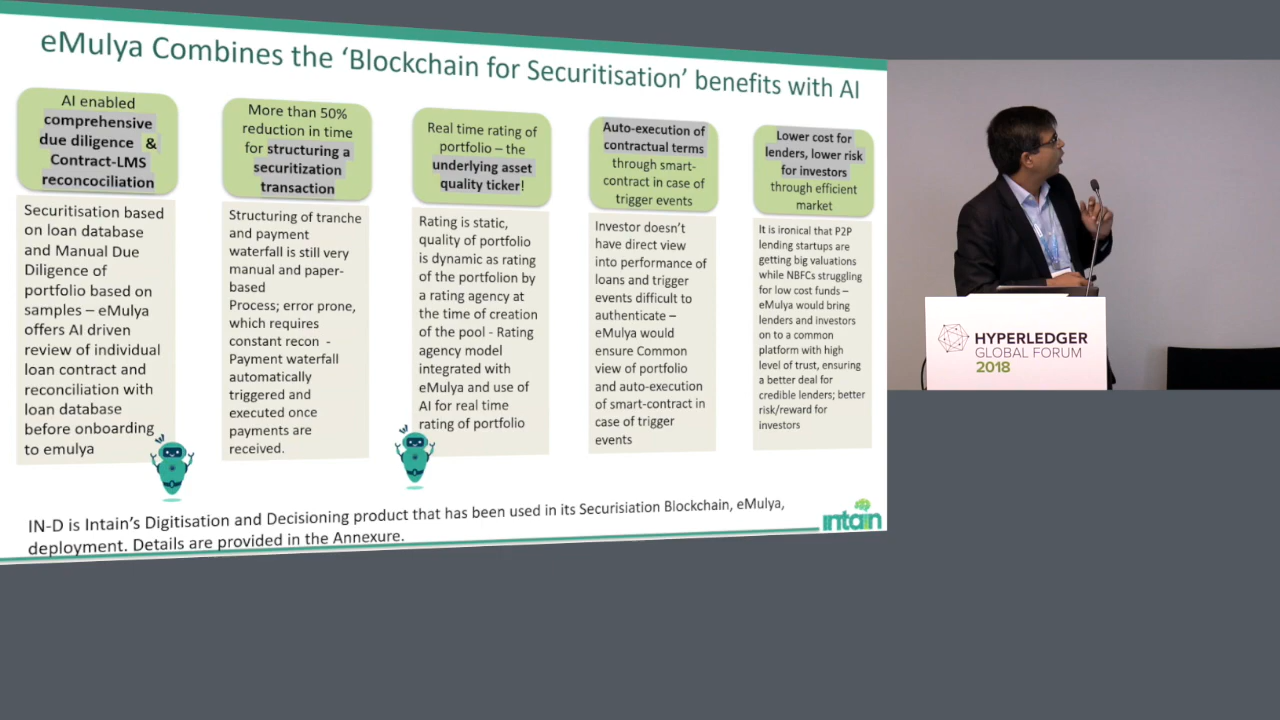 eMulya Combines the ‘Blockchain for Securitisation’ benefits with AI
AI enabled
comprehensive
due diligence &
Contract-LMS
reconcociliation
Securitisation based
on loan database
and Manual Due
Diligence of
portfolio based on
samples – eMulya
offers AI driven
review of individual
loan contract and
reconciliation with
loan database
before onboarding
to emulya
More than 50%
reduction in time
for structuring a
securitization
transaction
Structuring of tranche
and payment
waterfall is still very
manual and paper-
based
Process; error prone,
which requires
constant recon -
Payment waterfall
automatically
triggered and
executed once
payments are
received.
Real time rating of
portfolio – the
underlying asset
quality ticker!
Rating is static,
quality of portfolio
is dynamic as rating
of the portfolion by
a rating agency at
the time of creation
of the pool - Rating
agency model
integrated with
eMulya and use of
AI for real time
rating of portfolio
Auto-execution of
contractual terms
through smart-
contract in case of
trigger events
Investor doesn’t
have direct view
into performance of
loans and trigger
events difficult to
authenticate –
eMulya would
ensure Common
view of portfolio
and auto-execution
of smart-contract in
case of trigger
events
Lower cost for
lenders, lower risk
for investors
through efficient
market
It is ironical that P2P
lending startups are
getting big valuations
while NBFCs struggling
for low cost funds –
eMulya would bring
lenders and investors
on to a common
platform with high
level of trust, ensuring
a better deal for
credible lenders; better
risk/reward for
investors
IN-D is Intain’s Digitisation and Decisioning product that has been used in its Securisiation Blockchain, eMulya,
deployment. Details are provided in the Annexure.
intain
HYPERLEDGER
GLOBAL FORUM
2018